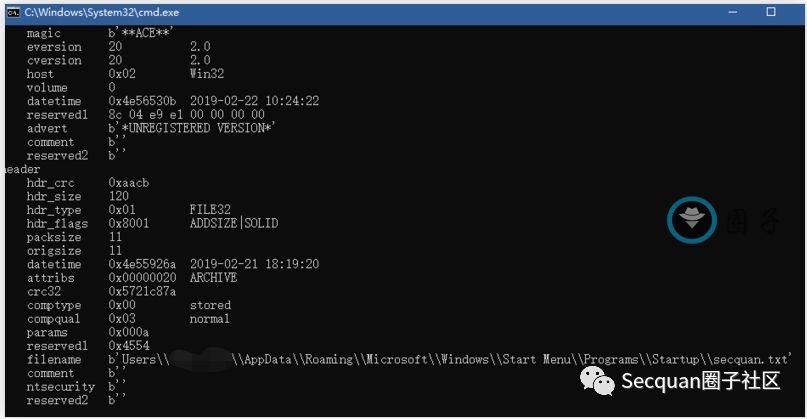 C:\Windows\System32\cmd.exe
magic b'**ACE**'
eversion 20 2.0
cversion 20 2.0
host 0x02 Win32
volume 0
datetime 0x4e56530b 2019-02-22 10:24:22
reserved1 8c 04 e9 e1 00 00 00 00
advert b'*UNREGISTERED VERSION*'
comment b''
reserved2 b''
header
hdr_crc 0xaacb
hdr_size 120
hdr_type 0x01 FILE32
hdr_flags 0x8001 ADDSIZE|SOLID
packsize 11
origsize 11
datetime 0x4e55926a 2019-02-21 18:19:20
attribs 0x00000020 ARCHIVE
crc32 0x5721c87a
comptype 0x00 stored
compqual 0x03 normal
params 0x000a
reserved1 0x4554
filename b'Users\\ \\AppData\\Roaming\\Microsoft\\Windows\\Start Menu\\Programs\\Startup\\secquan.txt'
comment b''
ntsecurity b''
reserved2 b''
圈子
Secquan圈子社区